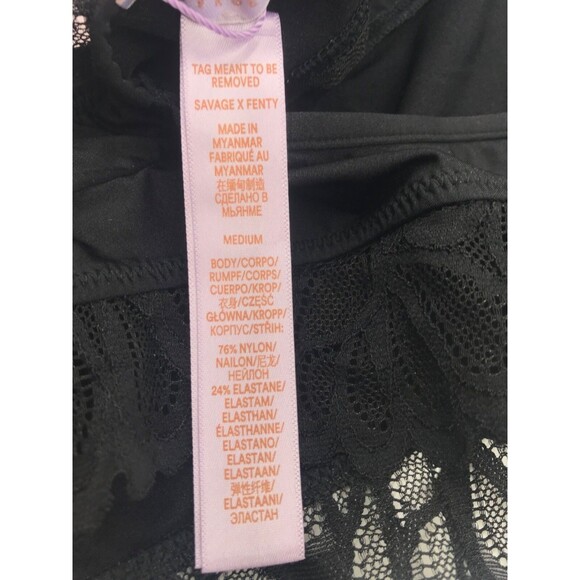 TAG MEANT TO BE
REMOVED
SAVAGE X FENTY
MADE IN
MYANMAR
FABRIQUÉ AU
MYANMAR
在缅甸制造
СДЕЛАНО В
МЬЯНМЕ
MEDIUM
BODY/CORPO/
RUMPF/CORPS/
CUERPO/KROP/
衣身/CZĘŚĆ
GŁÓWNA/KROPP/
КОРПУС/STŘIH:
76% NYLON/
NAILON/尼龙/
НЕЙЛОН
24% ELASTANE/
ELASTAM/
ELASTHAN/
ÉLASTHANNE/
ELASTANO/
ELASTAN/
ELASTAAN/
弹性纤维/
ELASTAANI/
ЭЛАСТАН